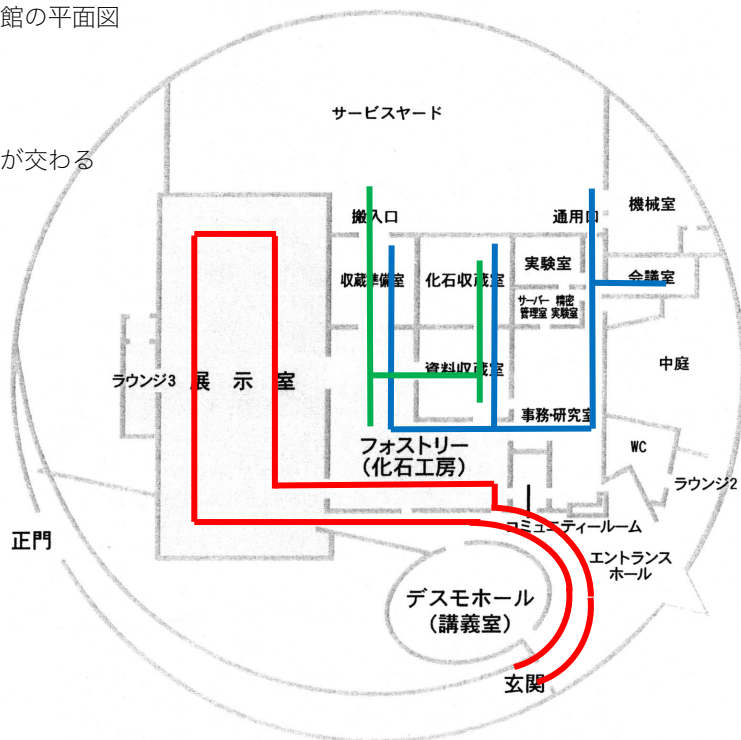 館の平面図
サービスヤード
が交わる
搬入口
通用口
機械室
収蔵準備室
化石収蔵室
実験室
会議室
サーバー
管理室
精密
実験室
ラウンジ3
展 示 室
資料収蔵室
中庭
事務・研究室
フォストリー
(化石工房)
WC
ラウンジ2
コミュニティールーム
正門
エントランス
ホール
デスモホール
(講義室)
玄関